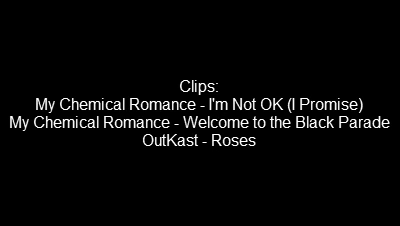 Clips:
My Chemical Romance - I'm Not OK (I Promise)
My Chemical Romance - Welcome to the Black Parade
OutKast - Roses